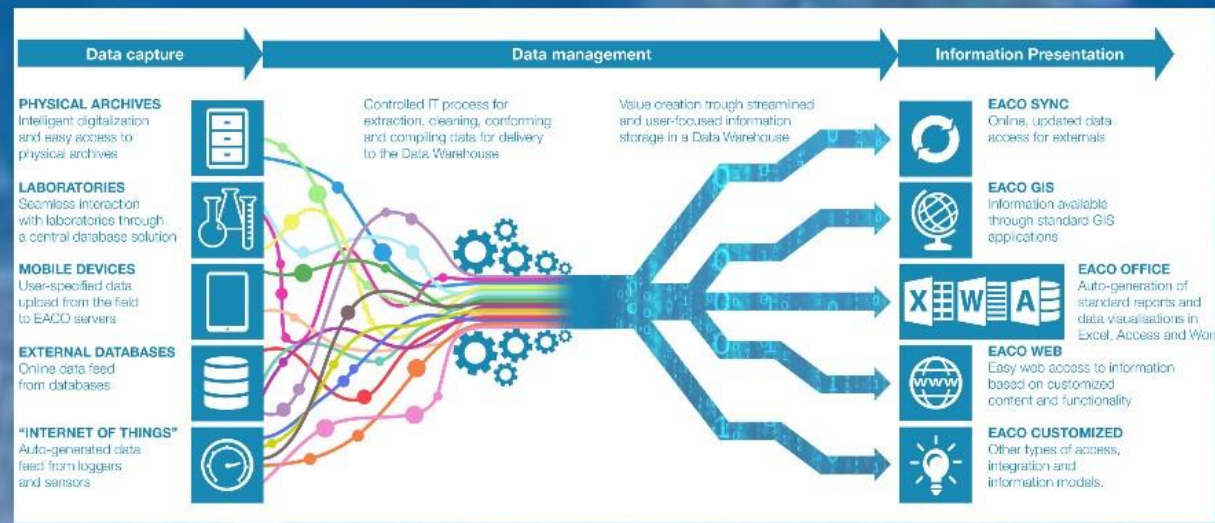 Data capture
Data management
Information Presentation
PHYSICAL ARCHIVES
Intelligent digitalization
and easy access to
physical archives
LABORATORIES
Seamless interaction
with laboratories through
a central database solution
MOBILE DEVICES
User-specified data
upload from the field
to EACO servers
EXTERNAL DATABASES
Online data feed
from databases
"INTERNET OF THINGS"
Auto-generated data
feed from loggers
and sensors
Controlled IT process for
extraction, cleaning, conforming
and compiling data for delivery
to the Data Warehouse
Value creation trough streamlined
and user-focused information
storage in a Data Warehouse
EACO SYNC
Online, updated data
access for externals
EACO GIS
Information available
through standard GIS
applications
X W A
EACO OFFICE
Auto-generation of
standard reports and
data visualisations in
Excel, Access and Wor
www
EACO WEB
Easy web access to information
based on customized
content and functionality
EACO CUSTOMIZED
Other types of access,
integration and
information models.